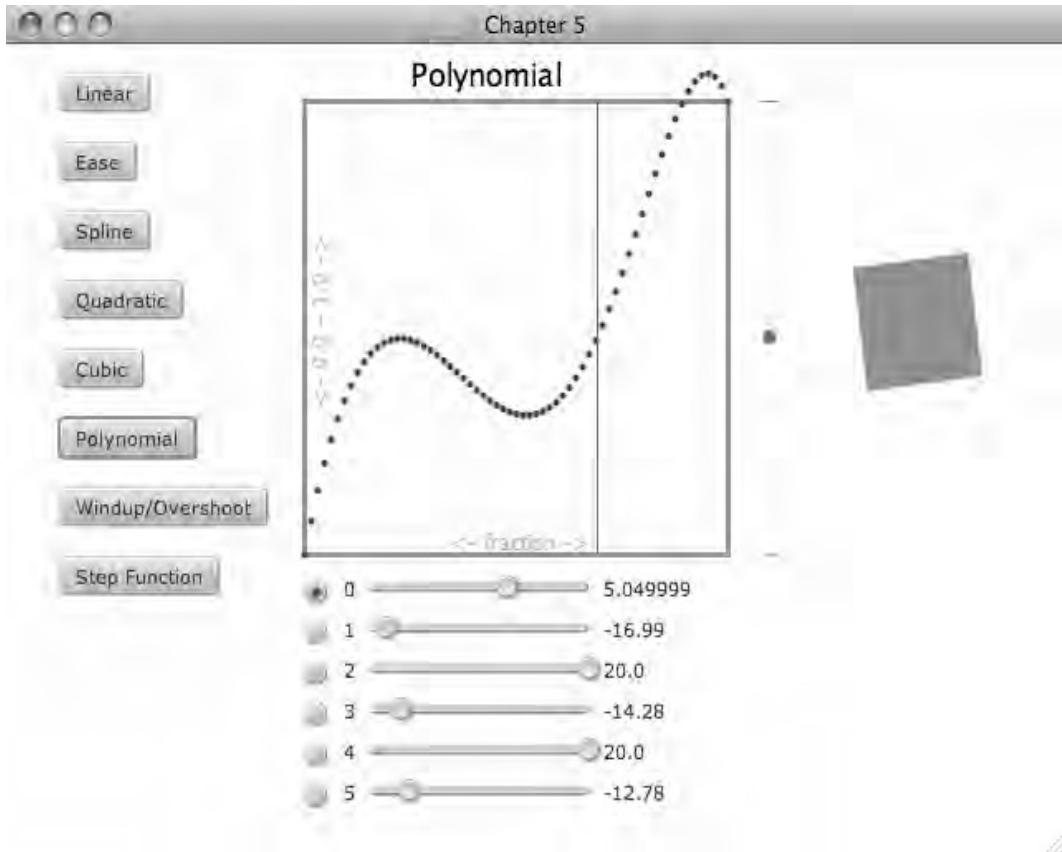 Chapter 5
Polynomial
Linear
Ease
Spline
Quadratic
Cubic
Polynomial
Windup/Overshoot
Step Function
<- fraction ->
0 5.049999
1 -16.99
2 20.0
3 -14.28
4 20.0
5 -12.78